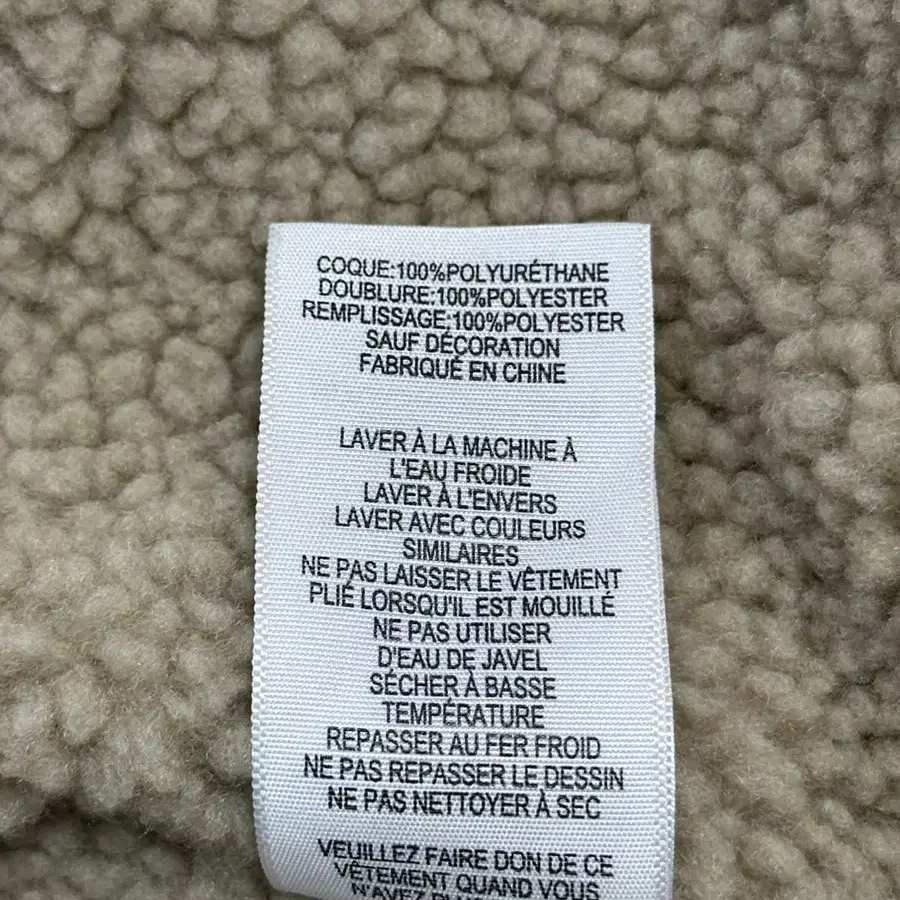 COQUE:100%POLYURÉTHANE
DOUBLURE:100%POLYESTER
REMPLISSAGE:100%POLYESTER
SAUF DÉCORATION
FABRIQUÉ EN CHINE
LAVER À LA MACHINE À
L'EAU FROIDE
LAVER À L'ENVERS
LAVER AVEC COULEURS
SIMILAIRES
NE PAS LAISSER LE VÊTEMENT
PLIÉ LORSQU'IL EST MOUILLÉ
NE PAS UTILISER
D'EAU DE JAVEL
SÉCHER À BASSE
TEMPÉRATURE
REPASSER AU FER FROID
NE PAS REPASSER LE DESSIN
NE PAS NETTOYER À SEC
VEUILLEZ FAIRE DON DE CE
VÊTEMENT QUAND VOUS
N'AVEZ PLUS